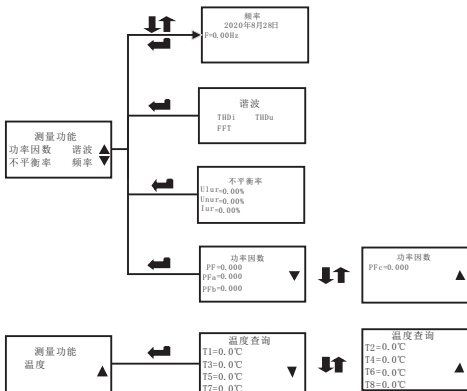 频率
2020年8月28日
F=0.00Hz
谐波
THDi THDu
FFT
测量功能
功率因数 谐波
不平衡率 频率
不平衡率
UIur=0.00%
Unur=0.00%
Iur=0.00%
功率因数
PF=0.000
PFa=0.000
PFb=0.000
功率因数
PFc=0.000
测量功能
温度
温度查询
T1=0.0℃
T3=0.0℃
T5=0.0℃
T7=0.0℃
温度查询
T2=0.0℃
T4=0.0℃
T6=0.0℃
T8=0.0℃